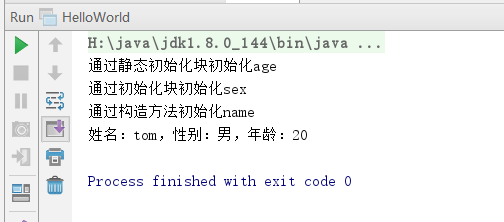 Run HelloWorld
H:\java\jdk1.8.0_144\bin\java ...
通过静态初始化块初始化age
通过初始化块初始化sex
通过构造方法初始化name
姓名：tom，性别：男，年龄：20
Process finished with exit code 0